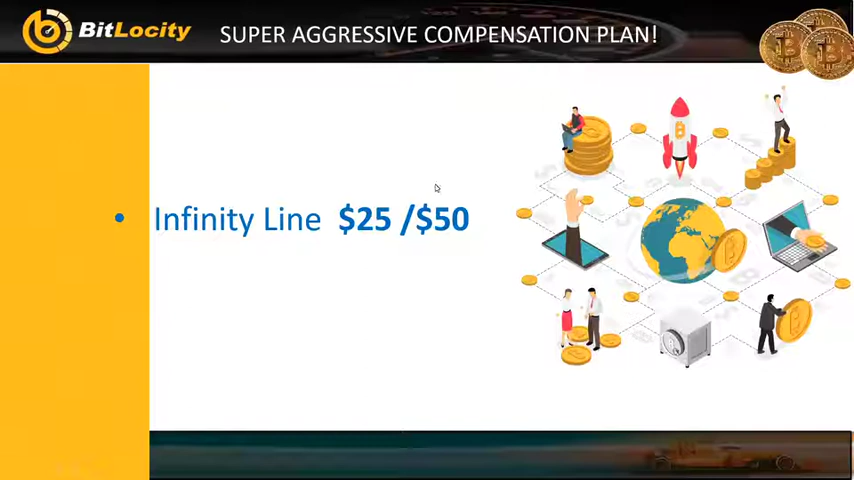 BitLocity
SUPER AGGRESSIVE COMPENSATION PLAN!
• Infinity Line $25 /$50